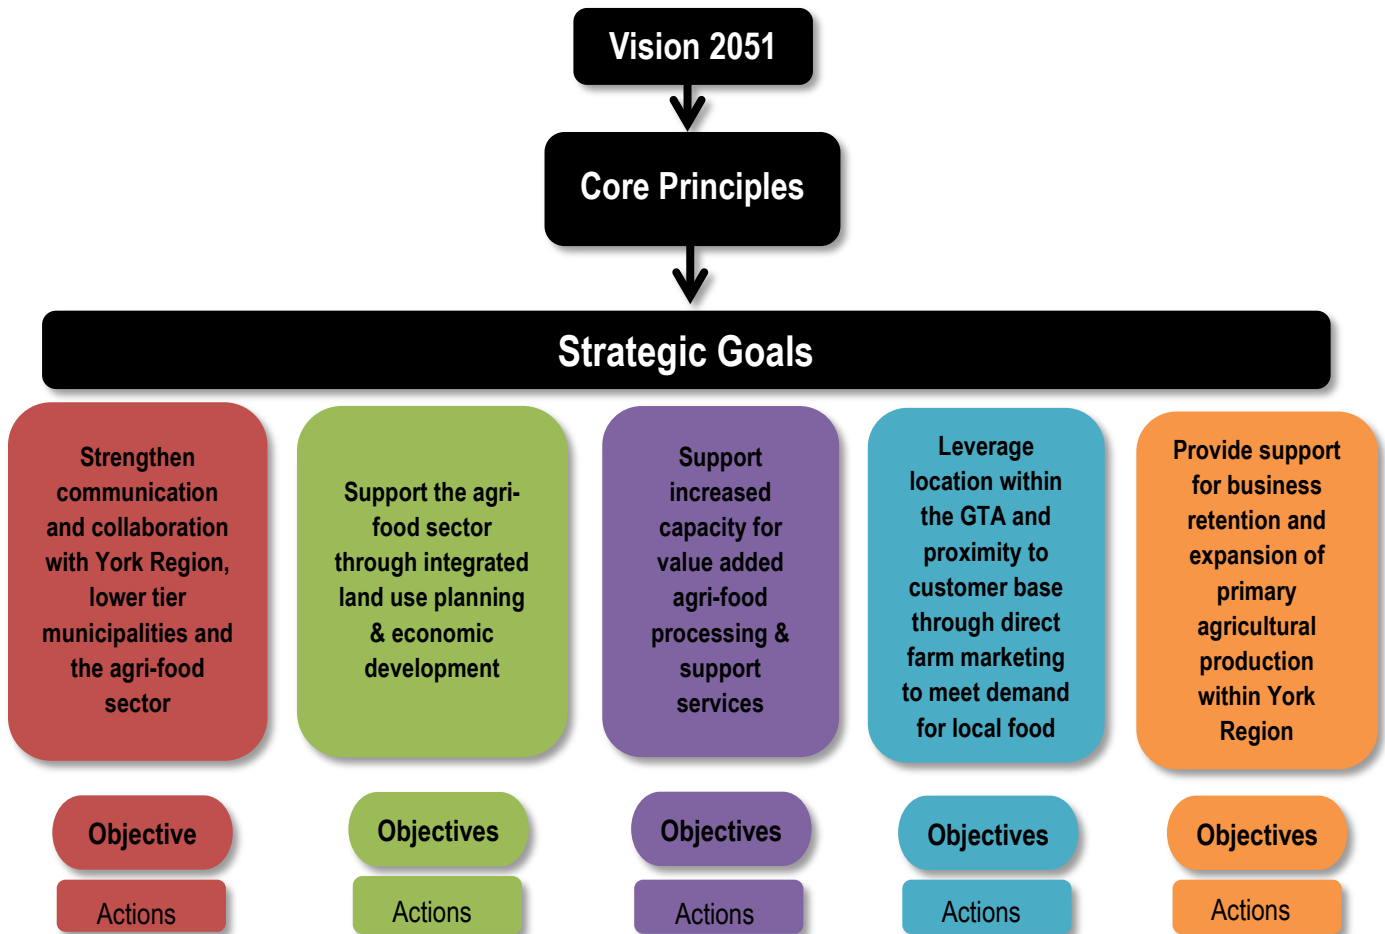 Vision 2051
Core Principles
Strategic Goals
Strengthen
communication
and collaboration
with York Region,
lower tier
municipalities and
the agri-food
sector
Support the agri-
food sector
through integrated
land use planning
& economic
development
Support
increased
capacity for
value added
agri-food
processing &
support
services
Leverage
location within
the GTA and
proximity to
customer base
through direct
farm marketing
to meet demand
for local food
Provide support
for business
retention and
expansion of
primary
agricultural
production
within York
Region
Objective
Objectives
Objectives
Objectives
Objectives
Actions
Actions
Actions
Actions
Actions